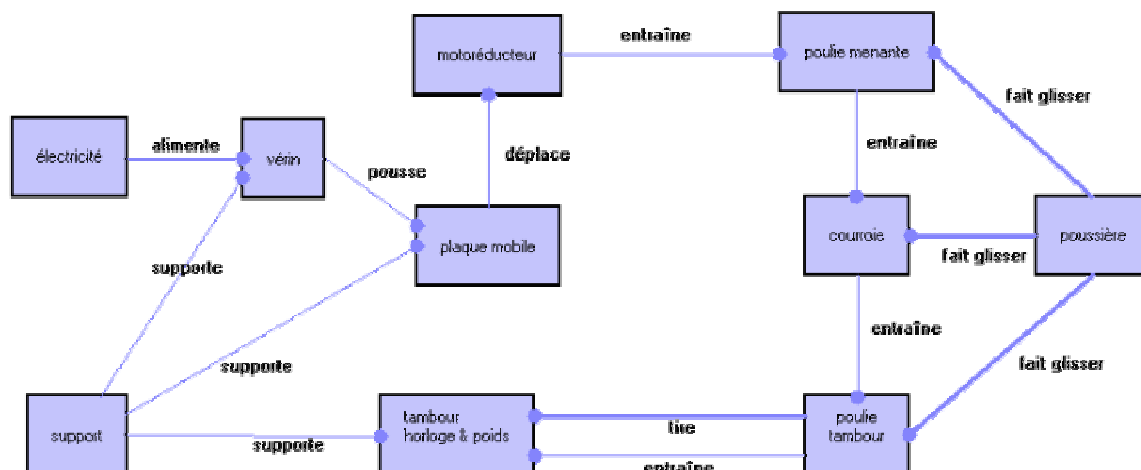 entraîne
motoréducteur
poulie menante
fait glisser
alimente
électricité
vérin
déplace
entraîne
pousse
plaque mobile
courroie
poussière
fait glisser
supporte
entraîne
supporte
fait glisser
support
supporte
tambour
horloge & poids
tire
poulie
tambour
entraîne